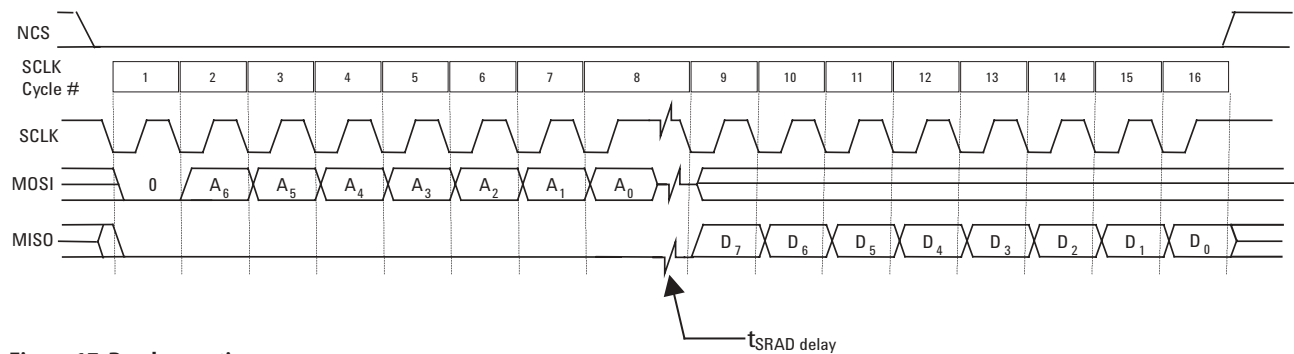 NCS
SCLK
Cycle #
1 2 3 4 5 6 7 8 9 10 11 12 13 14 15 16
SCLK
MOSI 0 A6 A5 A4 A3 A2 A1 A0
MISO D7 D6 D5 D4 D3 D2 D1 D0
tSRAD delay